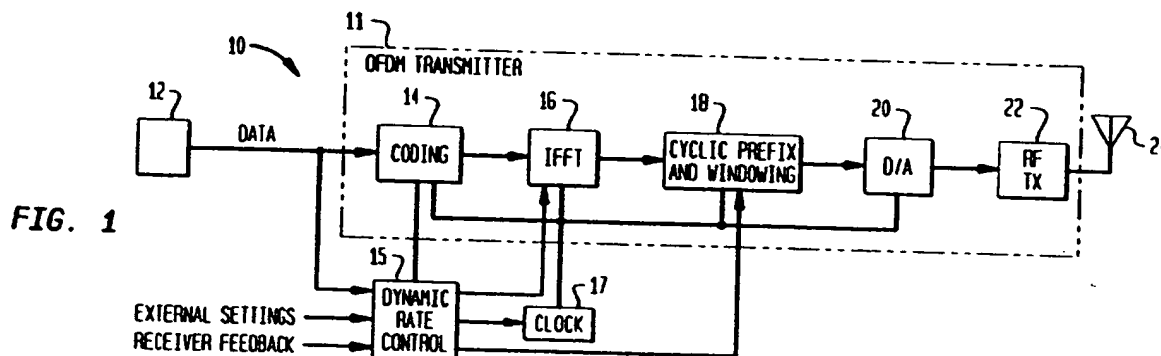 11
10
OFDM TRANSMITTER
12
14
16
18
20
22
2
DATA
CODING
IFFT
CYCLIC PREFIX
AND WINDOWING
D/A
RF
TX
FIG. 1
15
17
DYNAMIC
RATE
CONTROL
CLOCK
EXTERNAL SETTINGS
RECEIVER FEEDBACK